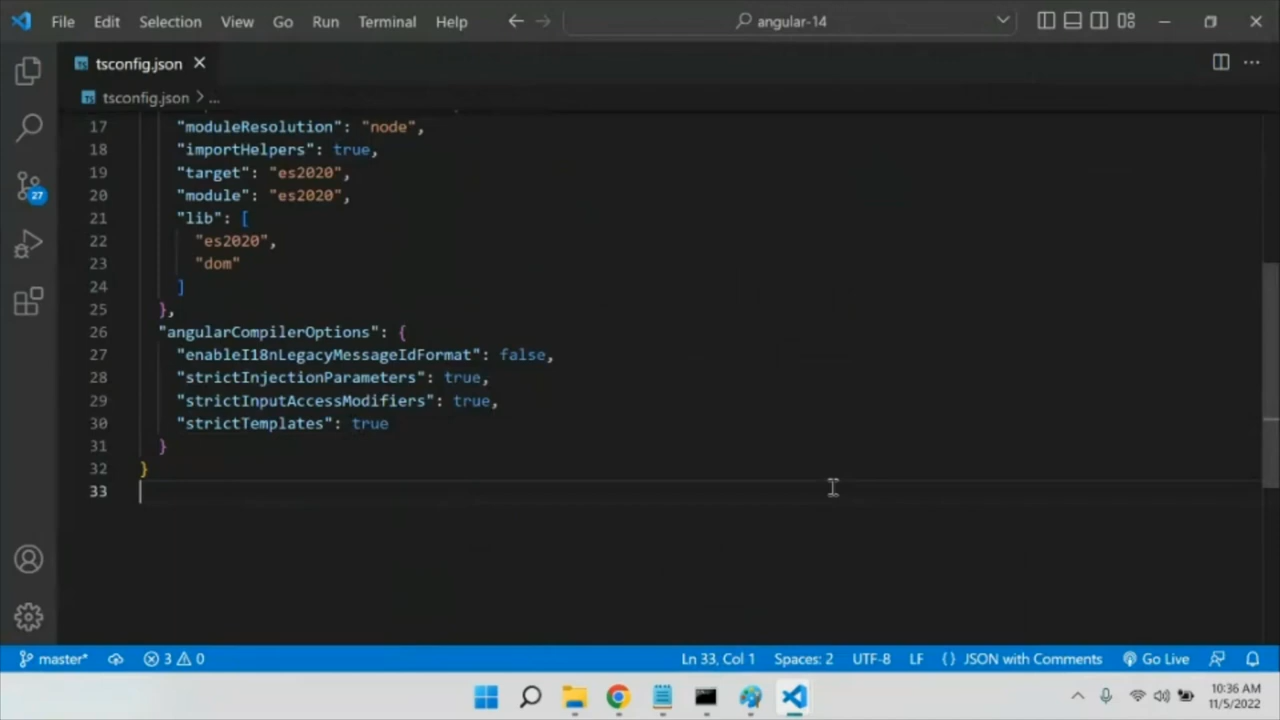 File Edit Selection View Go Run Terminal Help angular-14
tsconfig.json
tsconfig.json > ...
17 "moduleResolution": "node",
18 "importHelpers": true,
19 "target": "es2020",
20 "module": "es2020",
21 "lib": [
22 "es2020",
23 "dom"
24 ]
25 },
26 "angularCompilerOptions": {
27 "enableI18nLegacyMessageIdFormat": false,
28 "strictInjectionParameters": true,
29 "strictInputAccessModifiers": true,
30 "strictTemplates": true
31 }
32 }
33
27
master* 3 0 Ln 33, Col 1 Spaces: 2 UTF-8 LF {} JSON with Comments Go Live
10:36 AM
11/5/2022